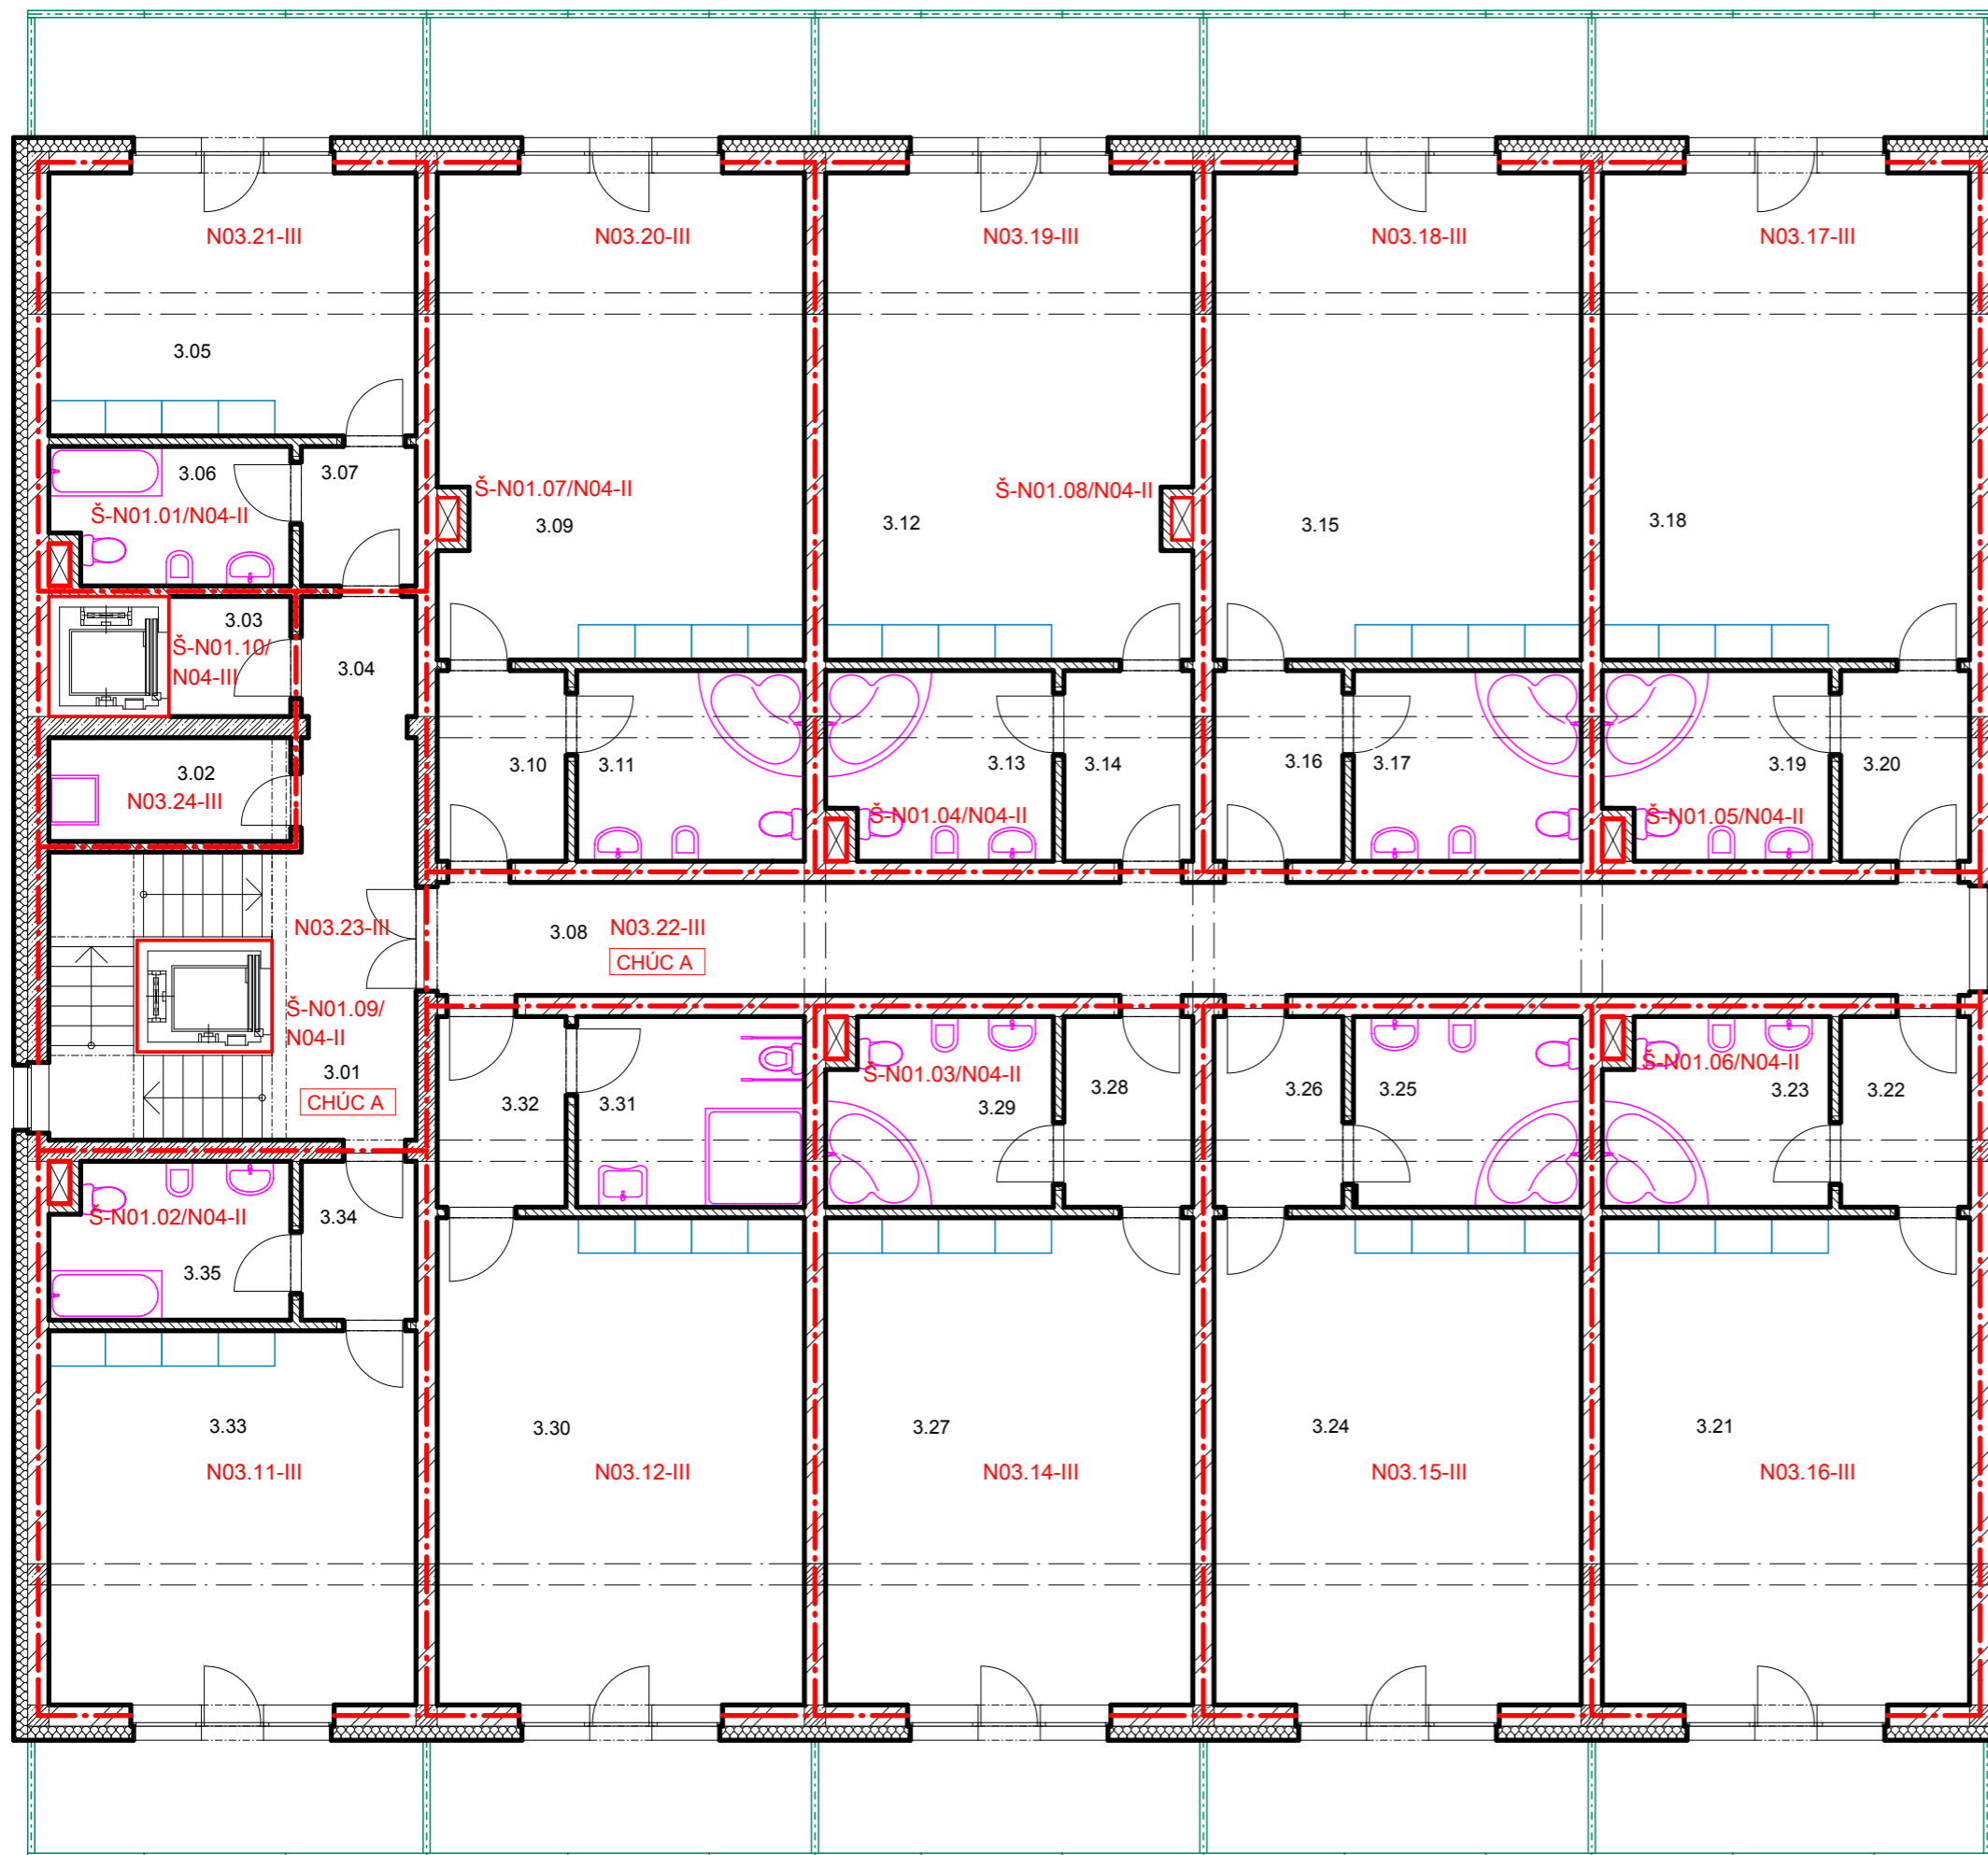 N03.21-III
N03.20-III
N03.19-III
N03.18-III
N03.17-III
3.05
3.06
3.07
Š-N01.01/N04-II
Š-N01.07/N04-II
3.09
3.12
Š-N01.08/N04-II
3.15
3.18
3.03
Š-N01.10/
N04-III
3.04
3.02
N03.24-III
3.10
3.11
3.13
3.14
Š-N01.04/N04-II
3.16
3.17
3.19
3.20
Š-N01.05/N04-II
N03.23-III
3.08
N03.22-III
CHÚC A
Š-N01.09/
N04-II
3.01
CHÚC A
3.32
3.31
Š-N01.03/N04-II
3.29
3.28
3.26
3.25
Š-N01.06/N04-II
3.23
3.22
Š-N01.02/N04-II
3.34
3.35
3.33
N03.11-III
3.30
N03.12-III
3.27
N03.14-III
3.24
N03.15-III
3.21
N03.16-III